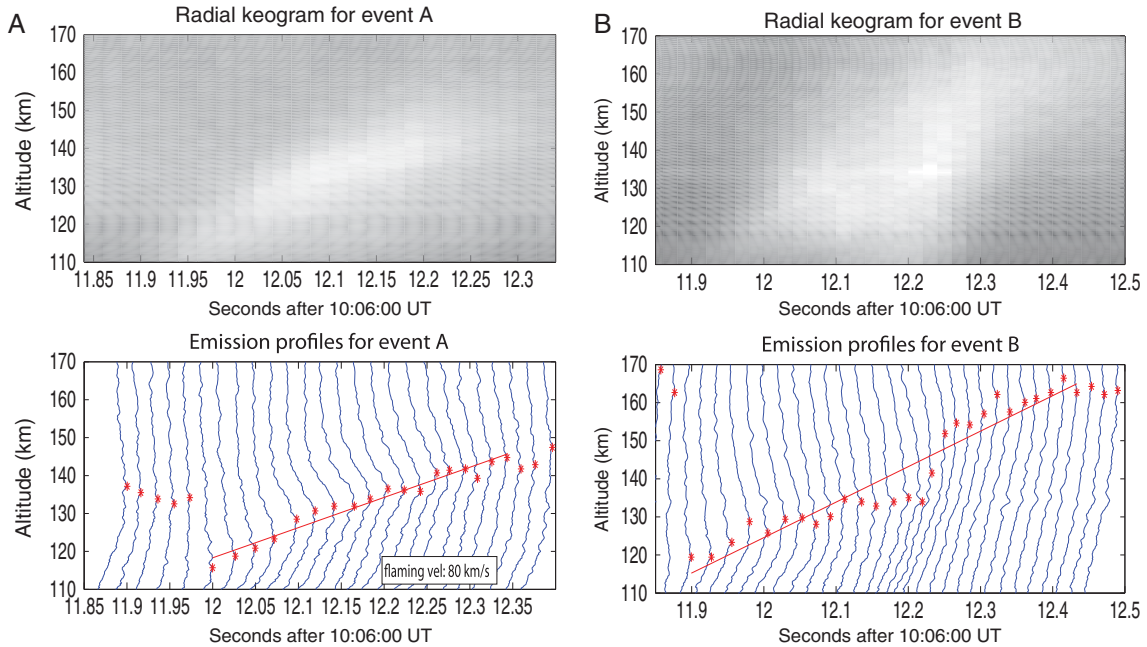 A
Radial keogram for event A
170
160
150
140
130
120
110
Altitude (km)
11.85 11.9 11.95 12 12.05 12.1 12.15 12.2 12.25 12.3
Seconds after 10:06:00 UT
B
Radial keogram for event B
170
160
150
140
130
120
110
Altitude (km)
11.9 12 12.1 12.2 12.3 12.4 12.5
Seconds after 10:06:00 UT
Emission profiles for event A
170
160
150
140
130
120
110
Altitude (km)
flaming vel: 80 km/s
11.85 11.9 11.95 12 12.05 12.1 12.15 12.2 12.25 12.3 12.35
Seconds after 10:06:00 UT
Emission profiles for event B
170
160
150
140
130
120
110
Altitude (km)
11.9 12 12.1 12.2 12.3 12.4 12.5
Seconds after 10:06:00 UT